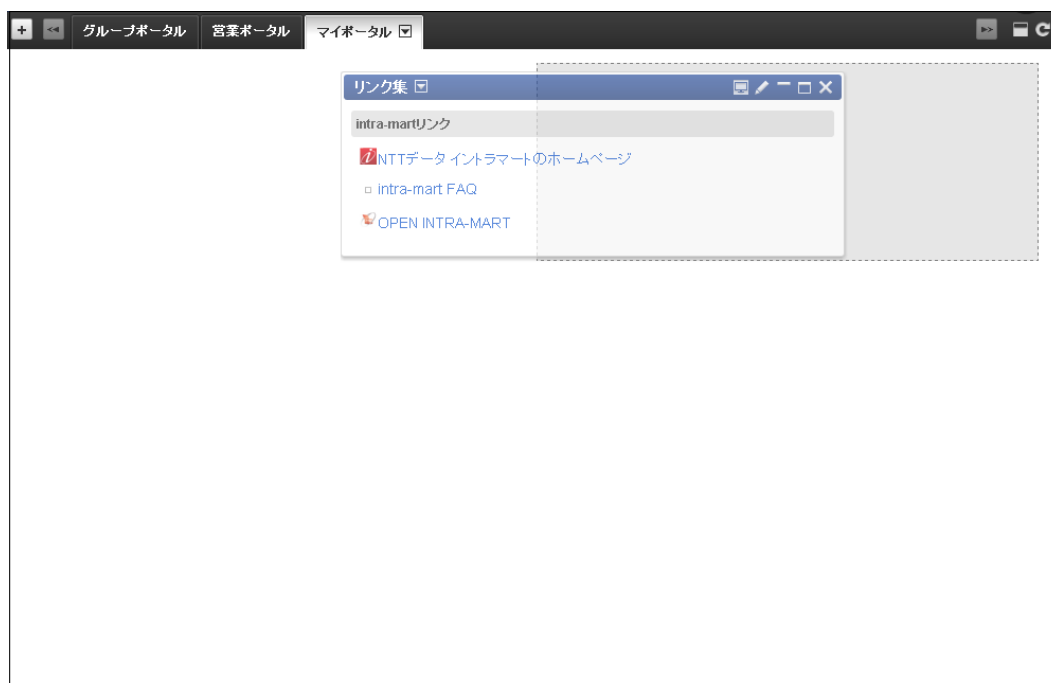 グループポータル 営業ポータル マイポータル
リンク集
intra-martリンク
NTTデータ イントラマートのホームページ
intra-mart FAQ
OPEN INTRA-MART